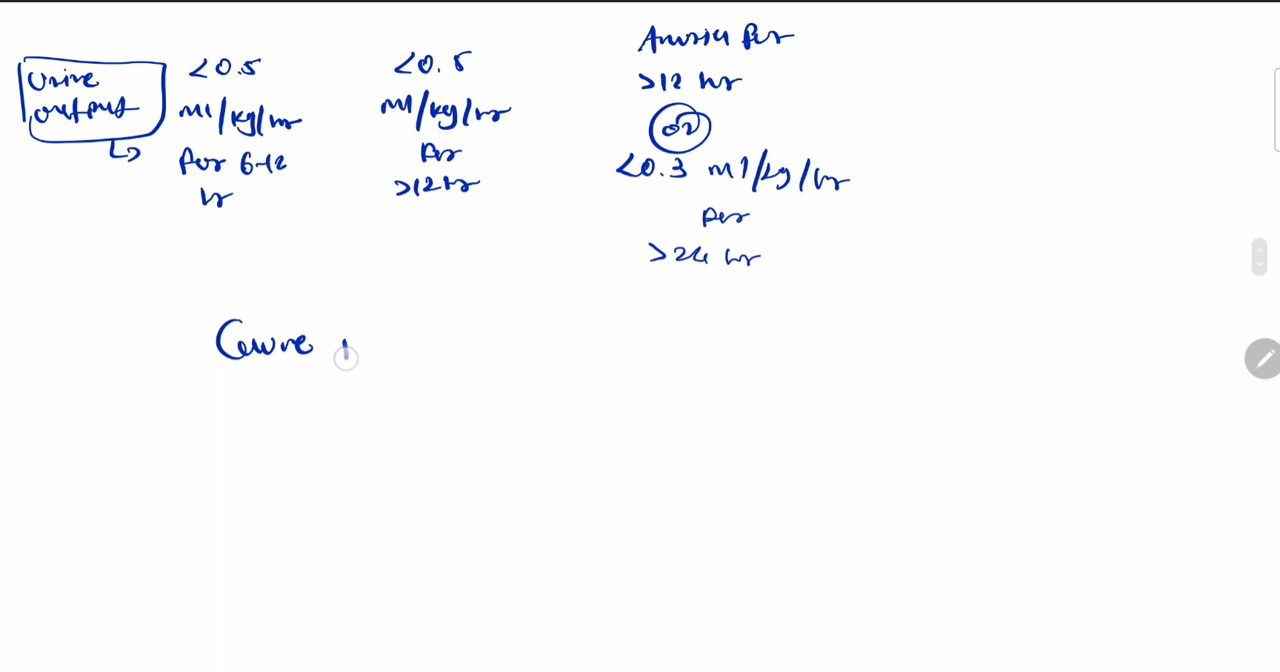 Urine output
<0.5
ml/kg/hr
for 6-12
hr
<0.5
ml/kg/hr
for
>12 hr
Anuria for
>12 hr
or
<0.3 ml/kg/hr
for
>24 hr